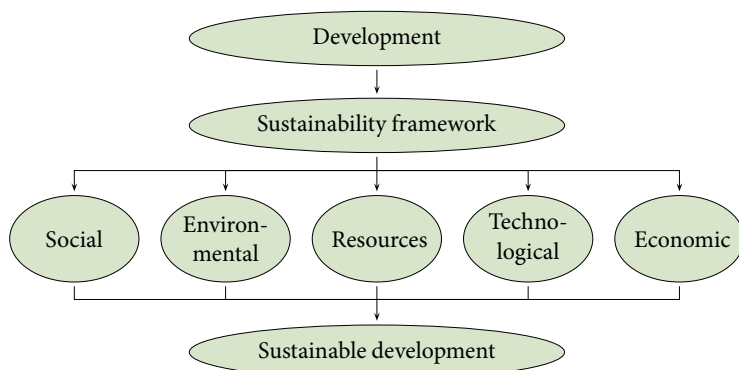 Development
Sustainability framework
Social
Environ-
mental
Resources
Techno-
logical
Economic
Sustainable development